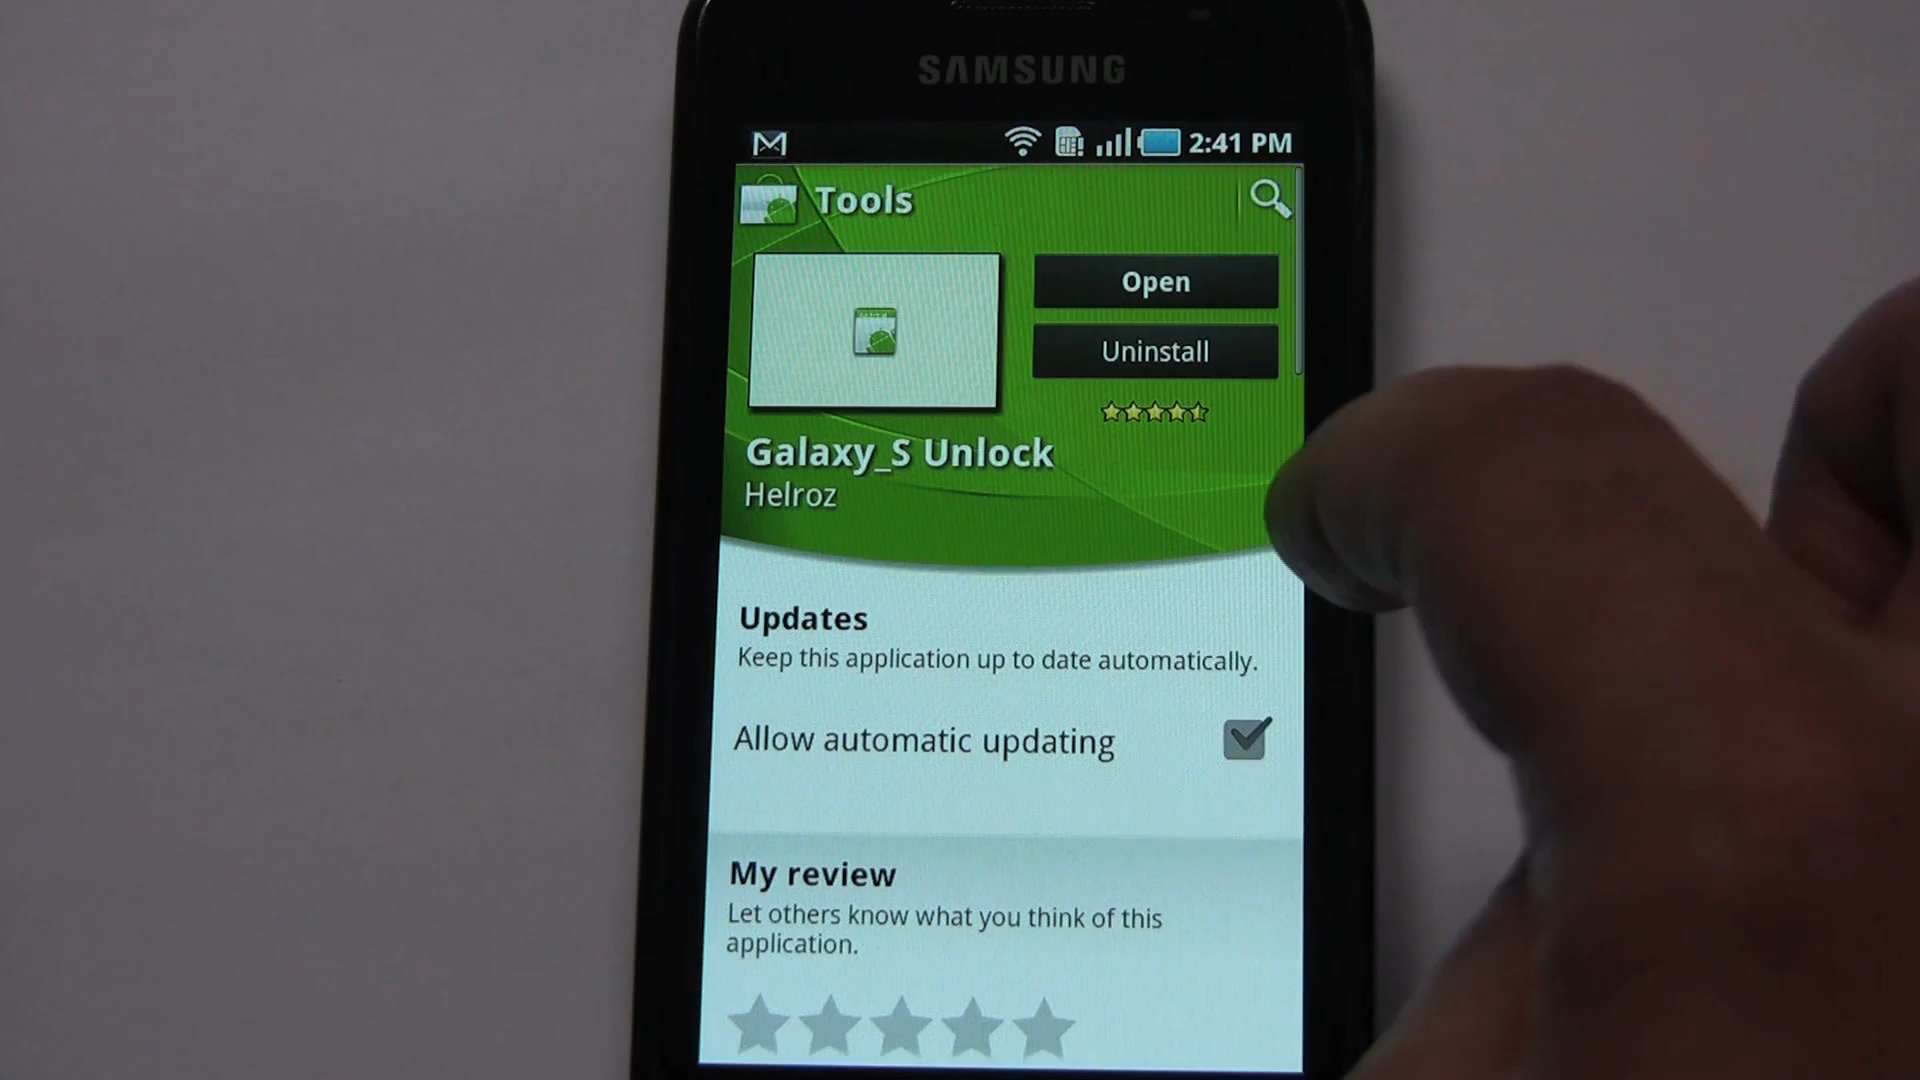 SAMSUNG
2:41 PM
Tools
Open
Uninstall
Galaxy_S Unlock
Helroz
Updates
Keep this application up to date automatically.
Allow automatic updating
My review
Let others know what you think of this
application.